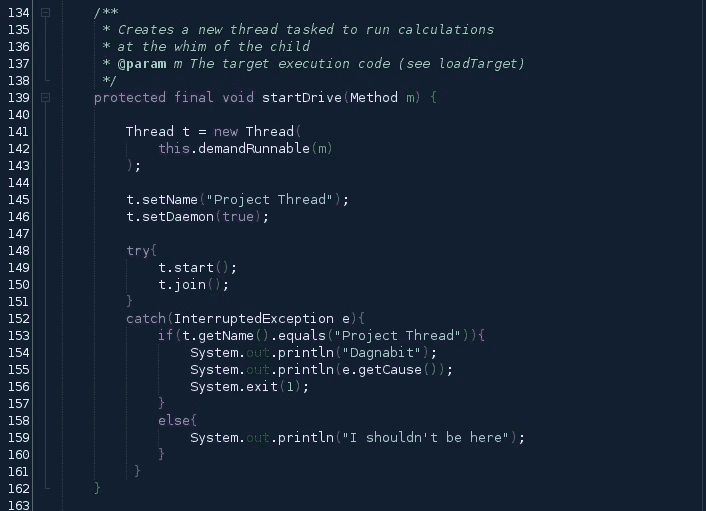 134 /**
135 * Creates a new thread tasked to run calculations
136 * at the whim of the child
137 * @param m The target execution code (see loadTarget)
138 */
139 protected final void startDrive(Method m) {
140
141 Thread t = new Thread(
142 this.demandRunnable(m)
143 );
144
145 t.setName("Project Thread");
146 t.setDaemon(true);
147
148 try{
149 t.start();
150 t.join();
151 }
152 catch(InterruptedException e){
153 if(t.getName().equals("Project Thread")){
154 System.out.println("Dagnabit");
155 System.out.println(e.getCause());
156 System.exit(1);
157 }
158 else{
159 System.out.println("I shouldn't be here");
160 }
161 }
162 }
163